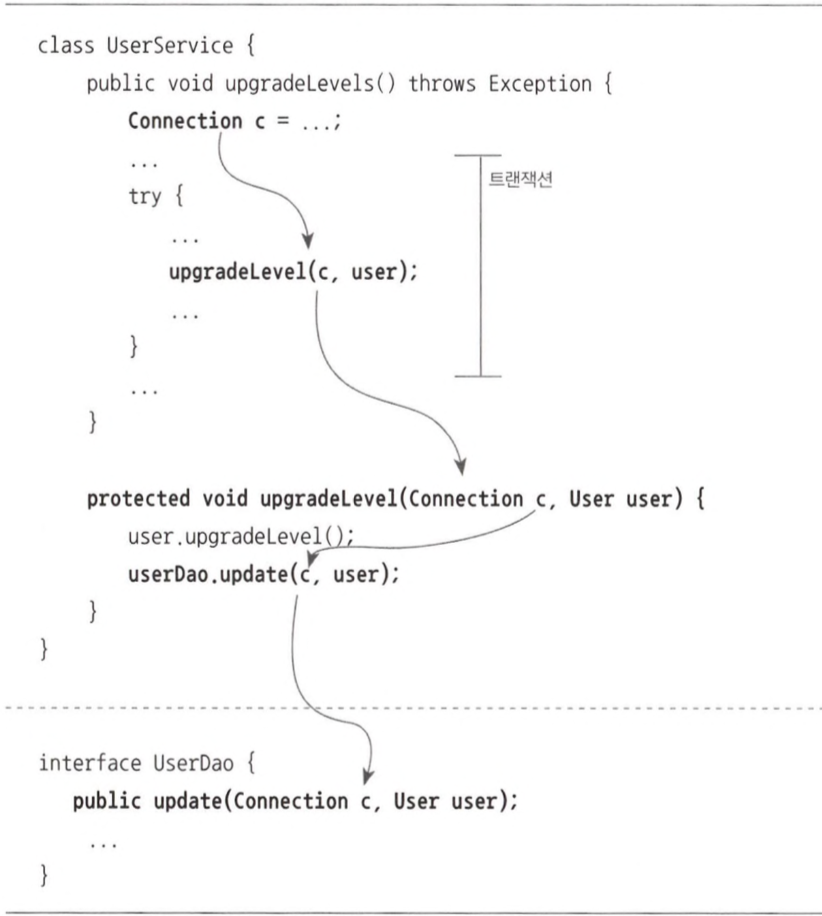 class UserService {
public void upgradeLevels() throws Exception {
Connection c = ...;
...
try {
트랜잭션
...
upgradeLevel(c, user);
...
}
...
}
protected void upgradeLevel(Connection c, User user) {
user.upgradeLevel();
userDao.update(c, user);
}
}
interface UserDao {
public update(Connection c, User user);
...
}